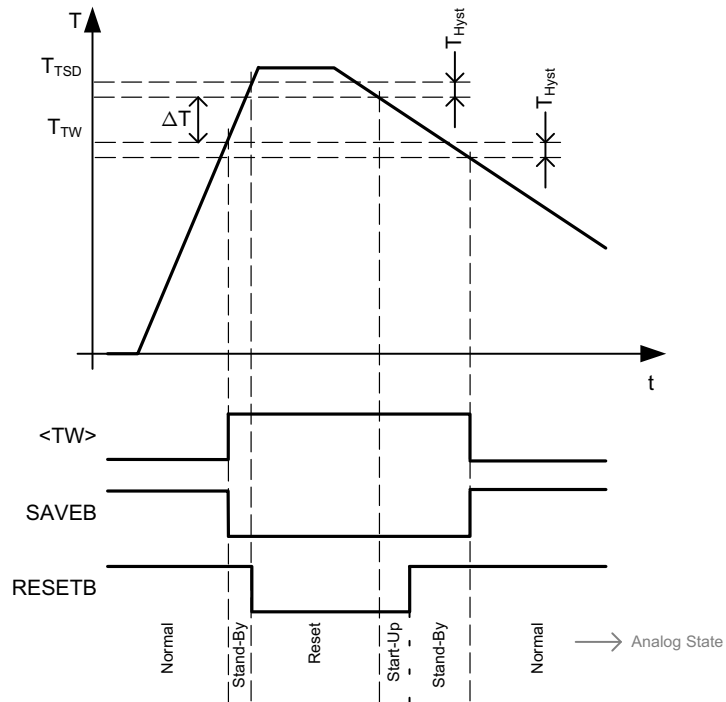 T
T_TSD
T_Hyst
T_Hyst
ΔT
T_TW
t
<TW>
SAVEB
RESETB
Normal
Stand-By
Reset
Start-Up
Stand-By
Normal
Analog State